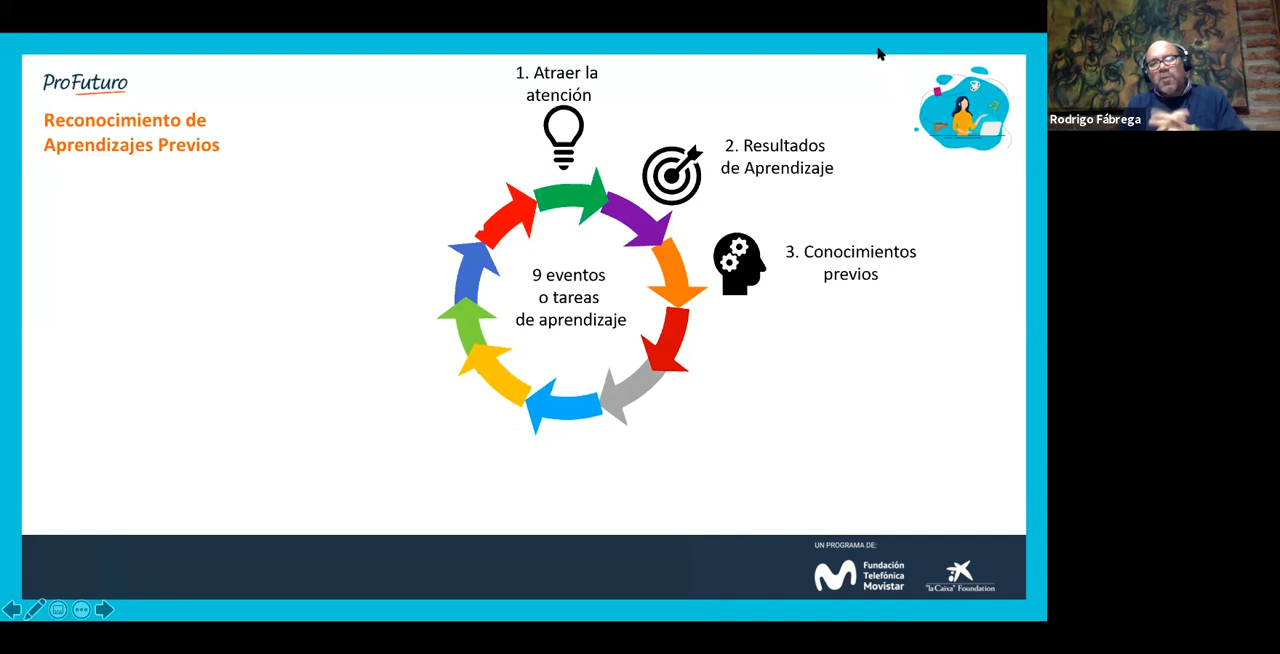 ProFuturo
Reconocimiento de
Aprendizajes Previos
1. Atraer la
atención
2. Resultados
de Aprendizaje
3. Conocimientos
previos
9 eventos
o tareas
de aprendizaje
Rodrigo Fábrega
UN PROGRAMA DE:
Fundación
Telefónica
Movistar
"la Caixa" Foundation